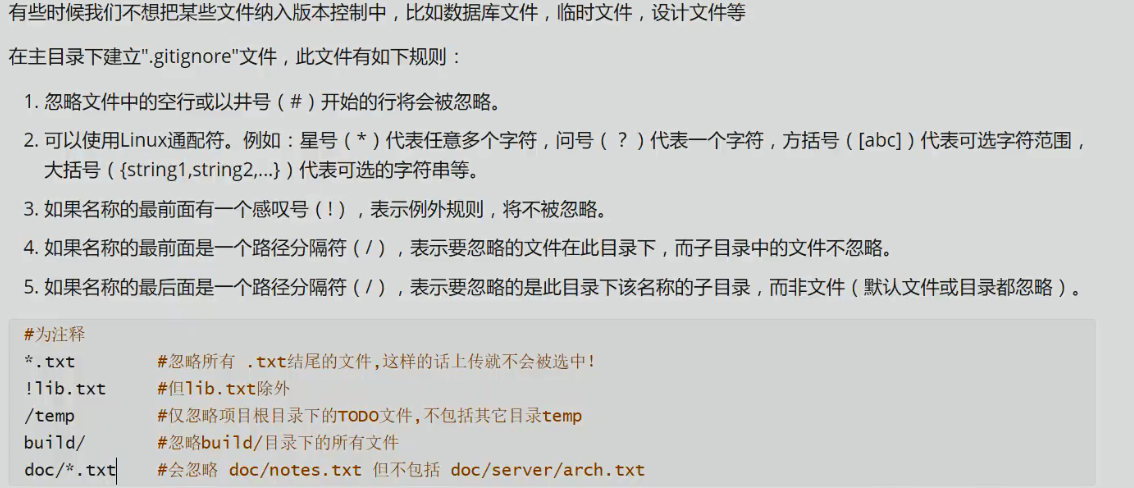 有些时候我们不想把某些文件纳入版本控制中，比如数据库文件，临时文件，设计文件等
在主目录下建立".gitignore"文件，此文件有如下规则：
1. 忽略文件中的空行或以井号（#）开始的行将会被忽略。
2. 可以使用Linux通配符。例如：星号（*）代表任意多个字符，问号（？）代表一个字符，方括号（[abc]）代表可选字符范围，
大括号（{string1,string2,...}）代表可选的字符串等。
3. 如果名称的最前面有一个感叹号（!），表示例外规则，将不被忽略。
4. 如果名称的最前面是一个路径分隔符（/），表示要忽略的文件在此目录下，而子目录中的文件不忽略。
5. 如果名称的最后面是一个路径分隔符（/），表示要忽略的是此目录下该名称的子目录，而非文件（默认文件或目录都忽略）。
#为注释
*.txt #忽略所有 .txt结尾的文件,这样的话上传就不会被选中!
!lib.txt #但lib.txt除外
/temp #仅忽略项目根目录下的TODO文件,不包括其它目录temp
build/ #忽略build/目录下的所有文件
doc/*.txt #会忽略 doc/notes.txt 但不包括 doc/server/arch.txt